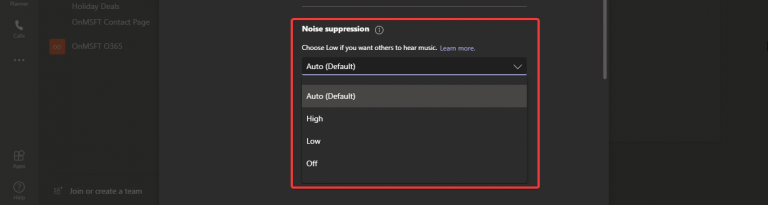 Planner
Holiday Deals
OnMSFT Contact Page
Calls
OnMSFT O365
Noise suppression
Choose Low if you want others to hear music. Learn more.
Auto (Default)
Auto (Default)
High
Low
Off
Apps
Join or create a team
Help